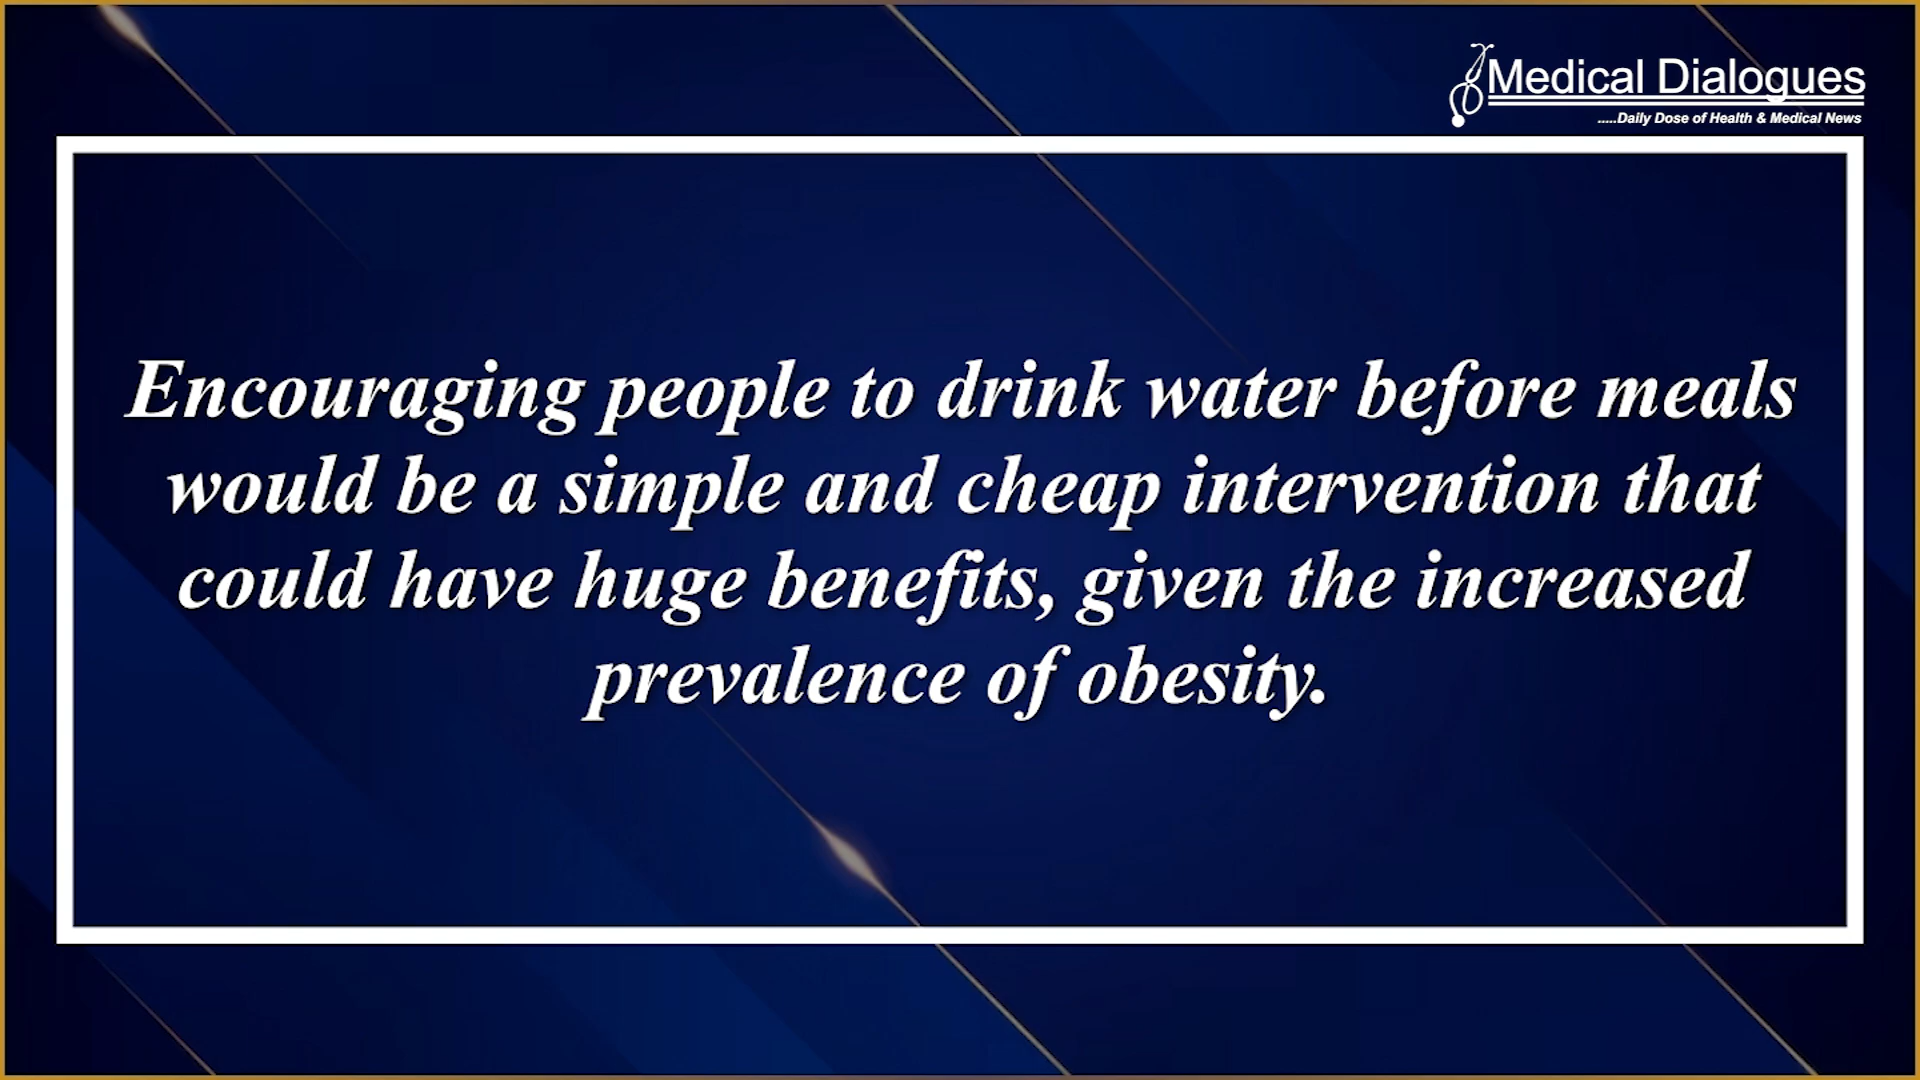 Medical Dialogues
.....Daily Dose of Health & Medical News
Encouraging people to drink water before meals
would be a simple and cheap intervention that
could have huge benefits, given the increased
prevalence of obesity.